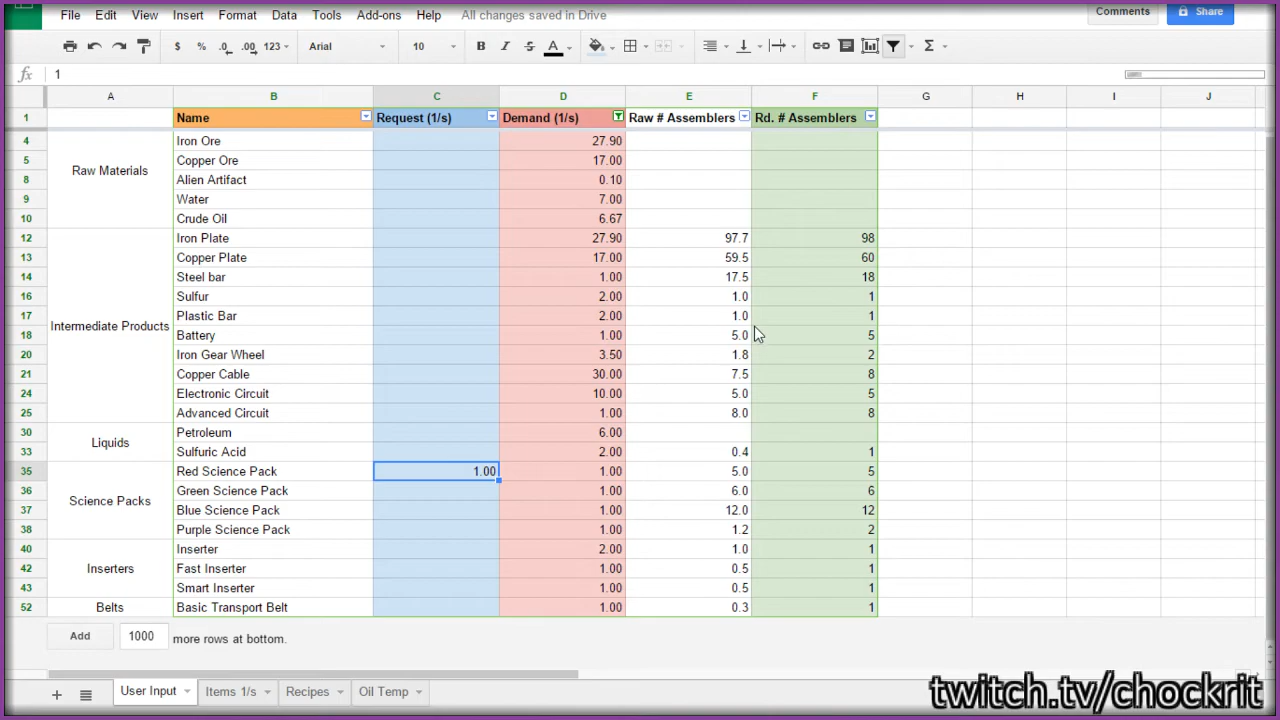 File Edit View Insert Format Data Tools Add-ons Help All changes saved in Drive Comments Share
$ % .0 .00 123 Arial 10 B I S A Σ
fx 1
A B C D E F G H I J
1 Name Request (1/s) Demand (1/s) Raw # Assemblers Rd. # Assemblers
4 Iron Ore 27.90
5 Copper Ore 17.00
Raw Materials
8 Alien Artifact 0.10
9 Water 7.00
10 Crude Oil 6.67
12 Iron Plate 27.90 97.7 98
13 Copper Plate 17.00 59.5 60
14 Steel bar 1.00 17.5 18
16 Sulfur 2.00 1.0 1
17 Plastic Bar 2.00 1.0 1
Intermediate Products
18 Battery 1.00 5.0 5
20 Iron Gear Wheel 3.50 1.8 2
21 Copper Cable 30.00 7.5 8
24 Electronic Circuit 10.00 5.0 5
25 Advanced Circuit 1.00 8.0 8
30 Petroleum 6.00
Liquids
33 Sulfuric Acid 2.00 0.4 1
35 Red Science Pack 1.00 1.00 5.0 5
36 Green Science Pack 1.00 6.0 6
Science Packs
37 Blue Science Pack 1.00 12.0 12
38 Purple Science Pack 1.00 1.2 2
40 Inserter 2.00 1.0 1
42 Inserters Fast Inserter 1.00 0.5 1
43 Smart Inserter 1.00 0.5 1
52 Belts Basic Transport Belt 1.00 0.3 1
Add 1000 more rows at bottom.
+ User Input Items 1/s Recipes Oil Temp
twitch.tv/chockrit